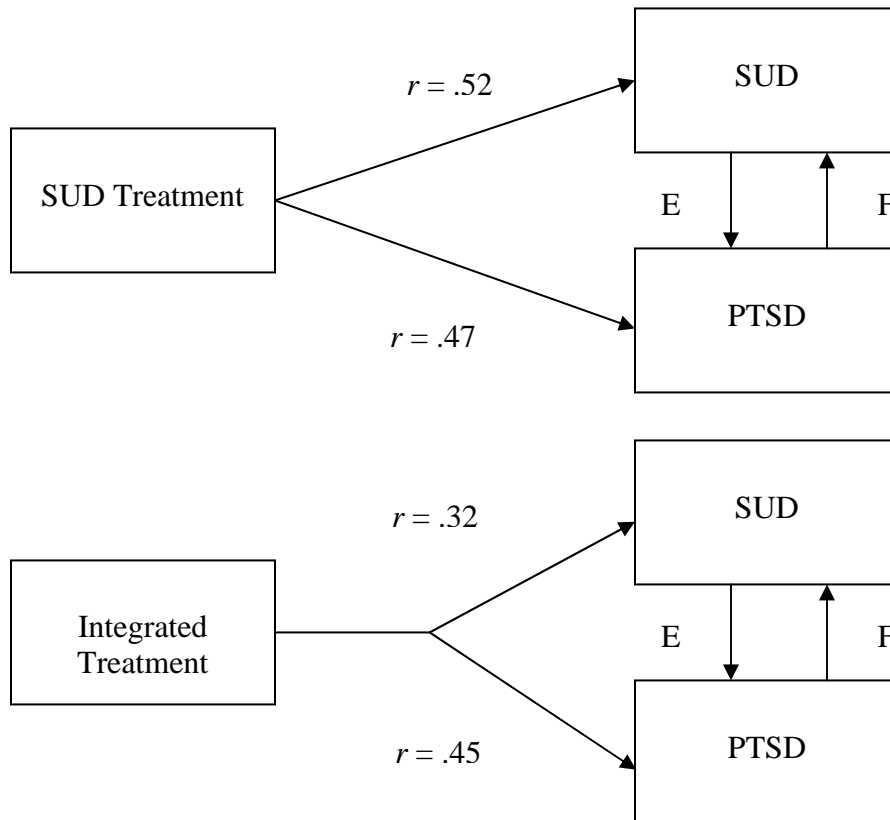 r = .52
SUD
SUD Treatment
E
F
PTSD
r = .47
r = .32
SUD
Integrated
Treatment
E
F
PTSD
r = .45